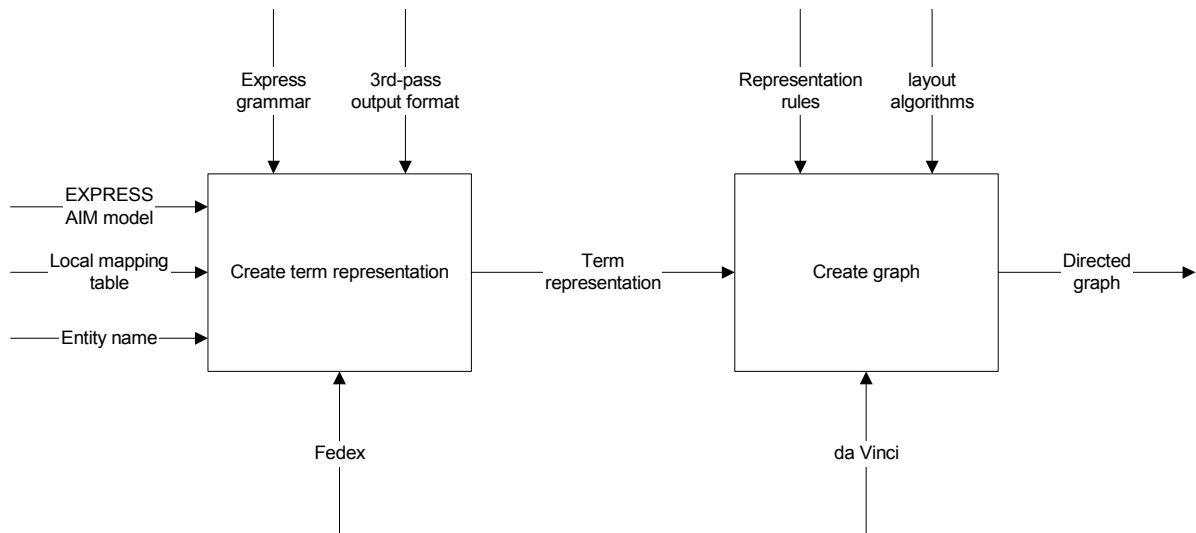 Express
grammar
3rd-pass
output format
Representation
rules
layout
algorithms
EXPRESS
AIM model
Local mapping
table
Entity name
Create term representation
Term
representation
Create graph
Directed
graph
Fedex
da Vinci